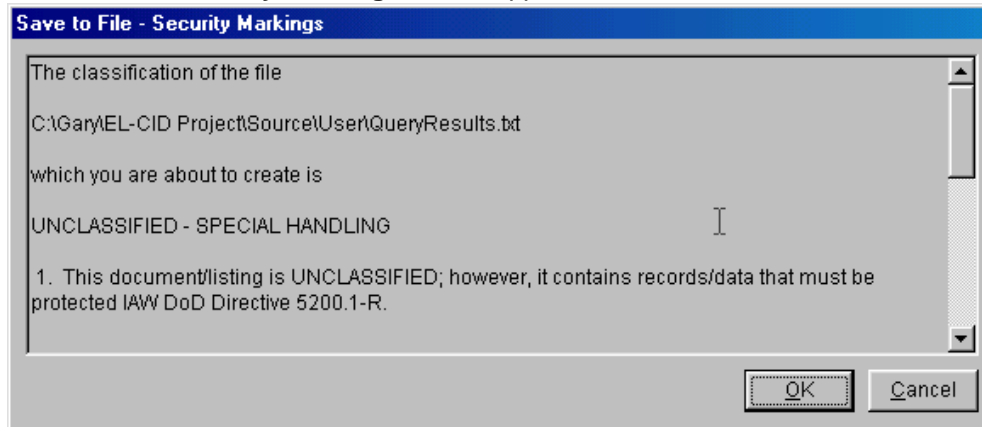 Save to File - Security Markings
The classification of the file
C:\Gary\EL-CID Project\Source\User\QueryResults.txt
which you are about to create is
UNCLASSIFIED - SPECIAL HANDLING
1. This document/listing is UNCLASSIFIED; however, it contains records/data that must be
protected IAW DoD Directive 5200.1-R.
OK Cancel